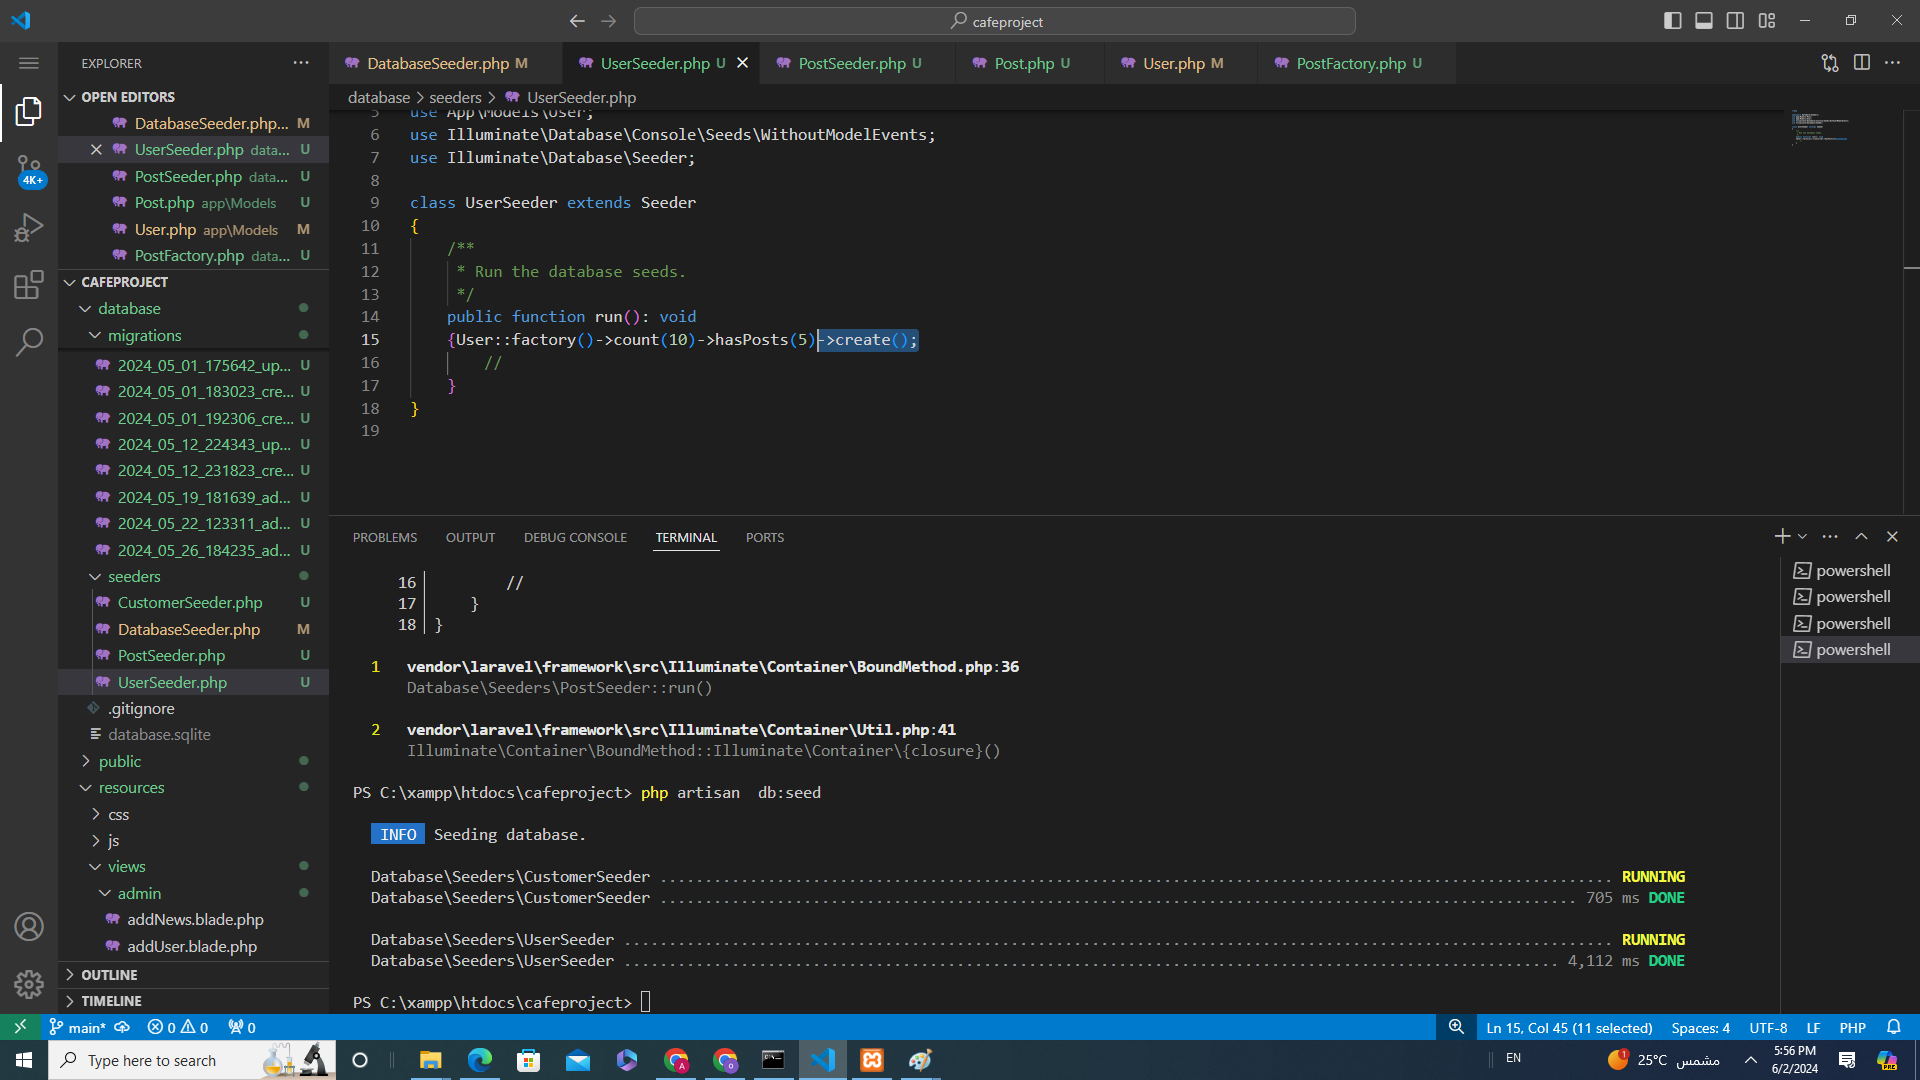 cafeproject
EXPLORER
OPEN EDITORS
DatabaseSeeder.php... M
UserSeeder.php data... U
PostSeeder.php data... U
Post.php app\Models U
User.php app\Models M
PostFactory.php data... U
CAFEPROJECT
database
migrations
2024_05_01_175642_up... U
2024_05_01_183023_cre... U
2024_05_01_192306_cre... U
2024_05_12_224343_up... U
2024_05_12_231823_cre... U
2024_05_19_181639_ad... U
2024_05_22_123311_ad... U
2024_05_26_184235_ad... U
seeders
CustomerSeeder.php U
DatabaseSeeder.php M
PostSeeder.php U
UserSeeder.php U
.gitignore
database.sqlite
public
resources
css
js
views
admin
addNews.blade.php
addUser.blade.php
OUTLINE
TIMELINE
4K+
DatabaseSeeder.php M
UserSeeder.php U
PostSeeder.php U
Post.php U
User.php M
PostFactory.php U
database > seeders > UserSeeder.php
5 use App\Models\User;
6 use Illuminate\Database\Console\Seeds\WithoutModelEvents;
7 use Illuminate\Database\Seeder;
8
9 class UserSeeder extends Seeder
10 {
11 /**
12 * Run the database seeds.
13 */
14 public function run(): void
15 {User::factory()->count(10)->hasPosts(5)->create();
16 //
17 }
18 }
19
PROBLEMS OUTPUT DEBUG CONSOLE TERMINAL PORTS
16 //
17 }
18 }
1 vendor\laravel\framework\src\Illuminate\Container\BoundMethod.php:36
Database\Seeders\PostSeeder::run()
2 vendor\laravel\framework\src\Illuminate\Container\Util.php:41
Illuminate\Container\BoundMethod::Illuminate\Container\{closure}()
PS C:\xampp\htdocs\cafeproject> php artisan  db:seed
INFO Seeding database.
Database\Seeders\CustomerSeeder ........ RUNNING
Database\Seeders\CustomerSeeder ........ 705 ms DONE
Database\Seeders\UserSeeder ........ RUNNING
Database\Seeders\UserSeeder ........ 4,112 ms DONE
PS C:\xampp\htdocs\cafeproject>
powershell
powershell
powershell
powershell
main* 0 0 0
Ln 15, Col 45 (11 selected) Spaces: 4 UTF-8 LF PHP
Type here to search
EN
1 25°C مشمس
5:56 PM
6/2/2024